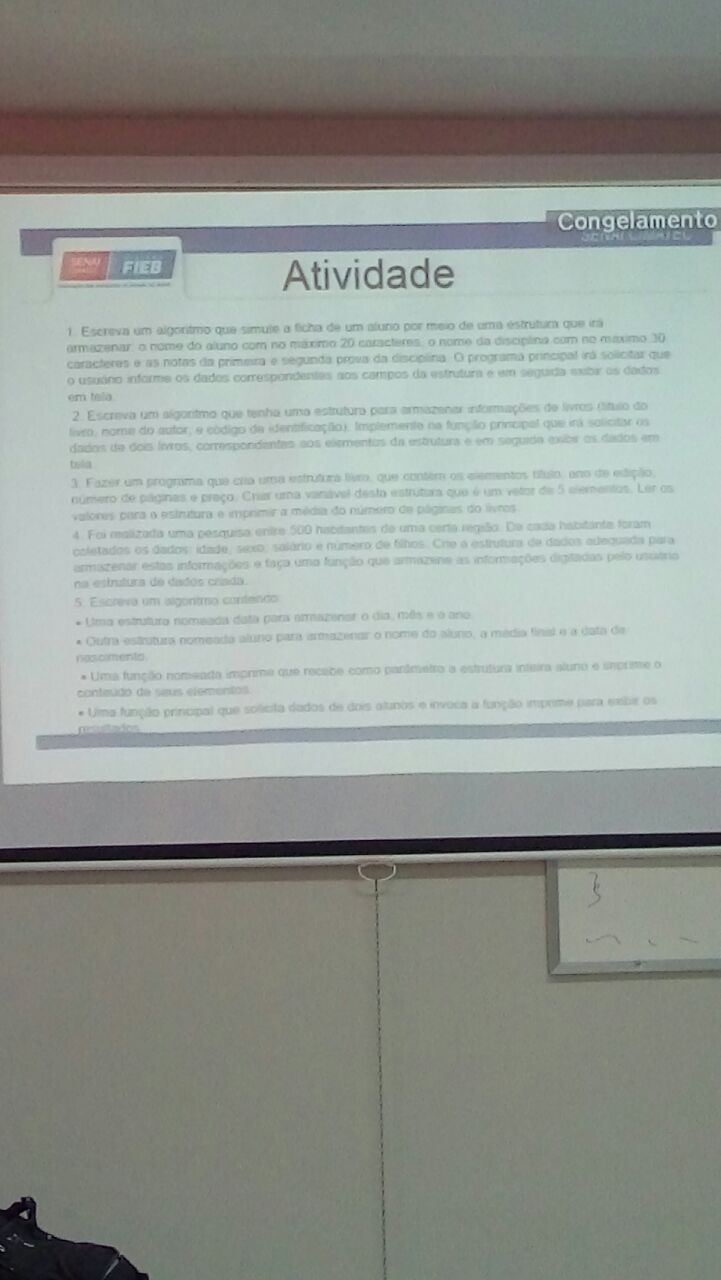 Congelamento
SENAI CIMATEC
SENAI
FIEB
Atividade
1. Escreva um algoritmo que simule a ficha de um aluno por meio de uma estrutura que irá
armazenar: o nome do aluno com no máximo 20 caracteres, o nome da disciplina com no máximo 30
caracteres e as notas da primeira e segunda prova da disciplina. O programa principal irá solicitar que
o usuário informe os dados correspondentes aos campos da estrutura e em seguida exibir os dados
em tela.
2. Escreva um algoritmo que tenha uma estrutura para armazenar informações de livros (título do
livro, nome do autor, e código de identificação). Implemente na função principal que irá solicitar os
dados de dois livros, correspondentes aos elementos da estrutura e em seguida exibir os dados em
tela.
3. Fazer um programa que cria uma estrutura livro, que contém os elementos título, ano de edição,
número de páginas e preço. Criar uma variável desta estrutura que é um vetor de 5 elementos. Ler os
valores para a estrutura e imprimir a média do número de páginas do livros.
4. Foi realizada uma pesquisa entre 500 habitantes de uma certa região. De cada habitante foram
coletados os dados: idade, sexo, salário e número de filhos. Crie a estrutura de dados adequada para
armazenar estas informações e faça uma função que armazene as informações digitadas pelo usuário
na estrutura de dados criada.
5. Escreva um algoritmo contendo:
• Uma estrutura nomeada data para armazenar o dia, mês e o ano.
• Outra estrutura nomeada aluno para armazenar o nome do aluno, a média final e a data de
nascimento.
• Uma função nomeada imprime que recebe como parâmetro a estrutura inteira aluno e imprime o
conteúdo de seus elementos.
• Uma função principal que solicita dados de dois alunos e invoca a função imprime para exibir os
resultados.